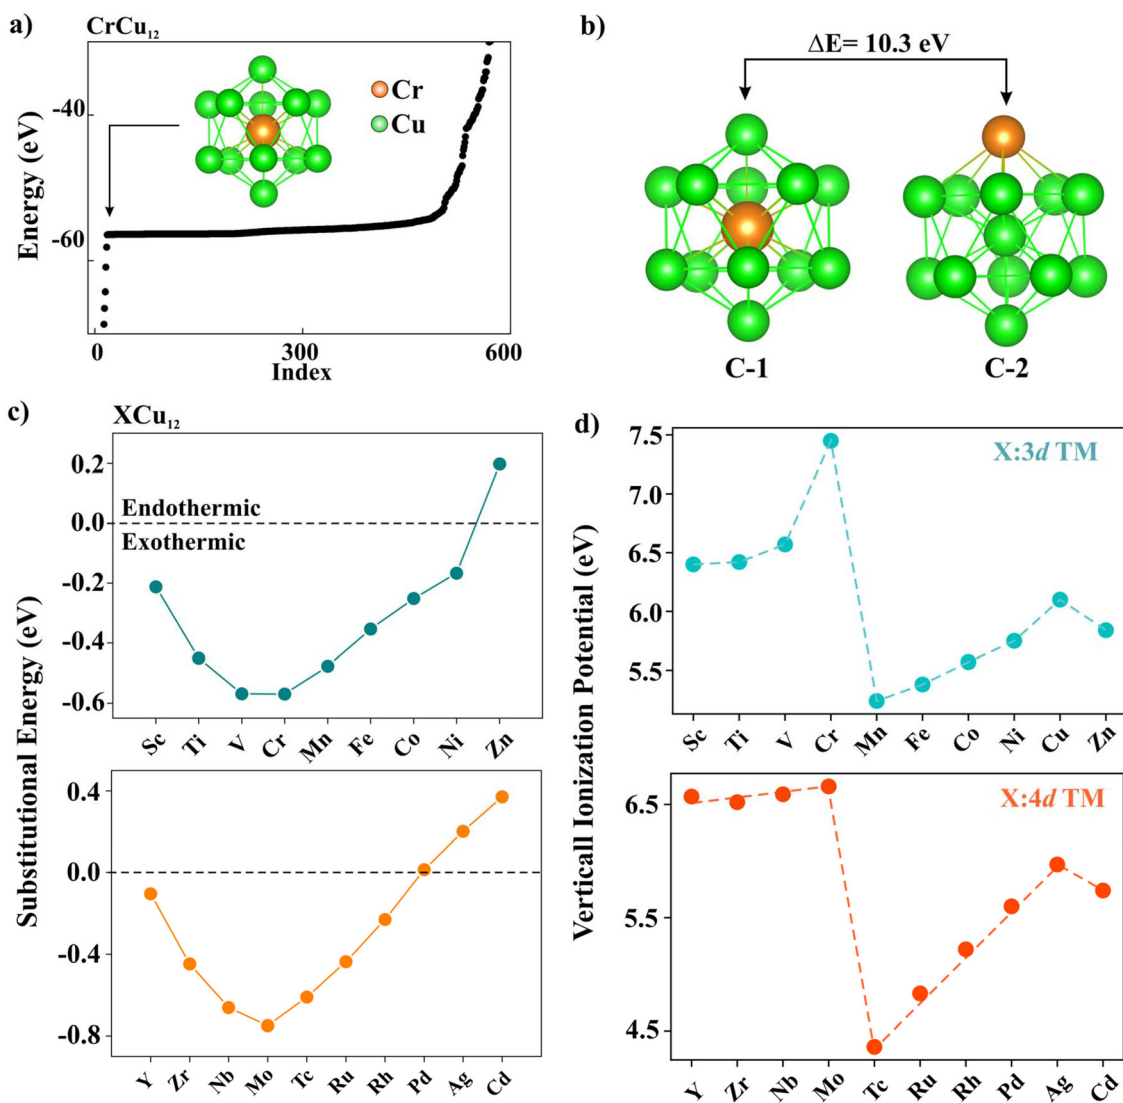 a)
CrCu₁₂
Energy (eV)
-40
-60
Cr
Cu
0
300
600
Index
b)
ΔE= 10.3 eV
C-1
C-2
c)
XCu₁₂
Substitutional Energy (eV)
0.2
0.0
-0.2
-0.4
-0.6
Endothermic
Exothermic
Sc Ti V Cr Mn Fe Co Ni Zn
0.4
0.0
-0.4
-0.8
Y Zr Nb Mo Tc Ru Rh Pd Ag Cd
d)
Verticall Ionization Potential (eV)
7.5
7.0
6.5
6.0
5.5
X:3d TM
Sc Ti V Cr Mn Fe Co Ni Cu Zn
6.5
5.5
4.5
X:4d TM
Y Zr Nb Mo Tc Ru Rh Pd Ag Cd